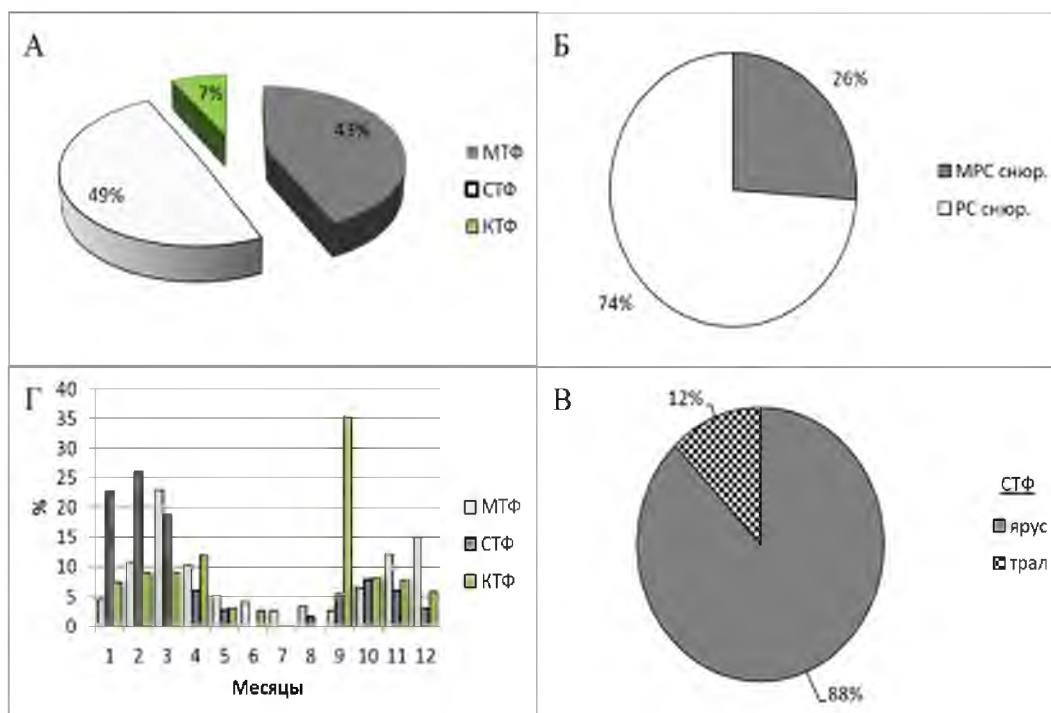 А
7%
43%
49%
МТФ
СТФ
КТФ
Б
26%
74%
МРС снюр.
РС снюр.
Г
40
35
30
25
20
15
10
5
0
%
1 2 3 4 5 6 7 8 9 10 11 12
Месяцы
МТФ
СТФ
КТФ
В
12%
88%
СТФ
ярус
трал